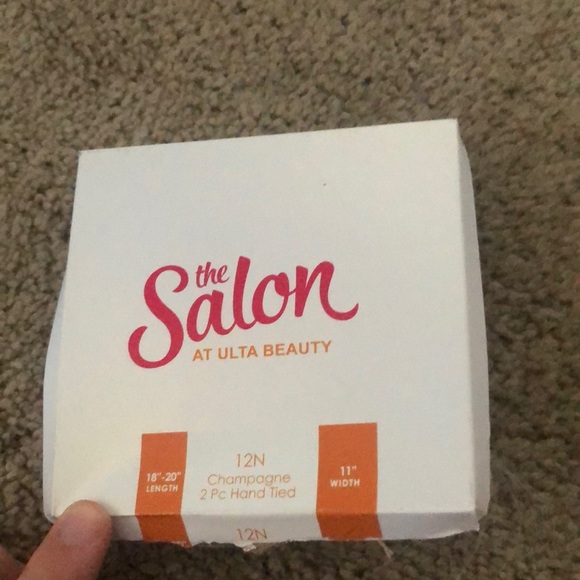 the
Salon
AT ULTA BEAUTY
18"-20"
LENGTH
12N
Champagne
2 Pc Hand Tied
11"
WIDTH
12N